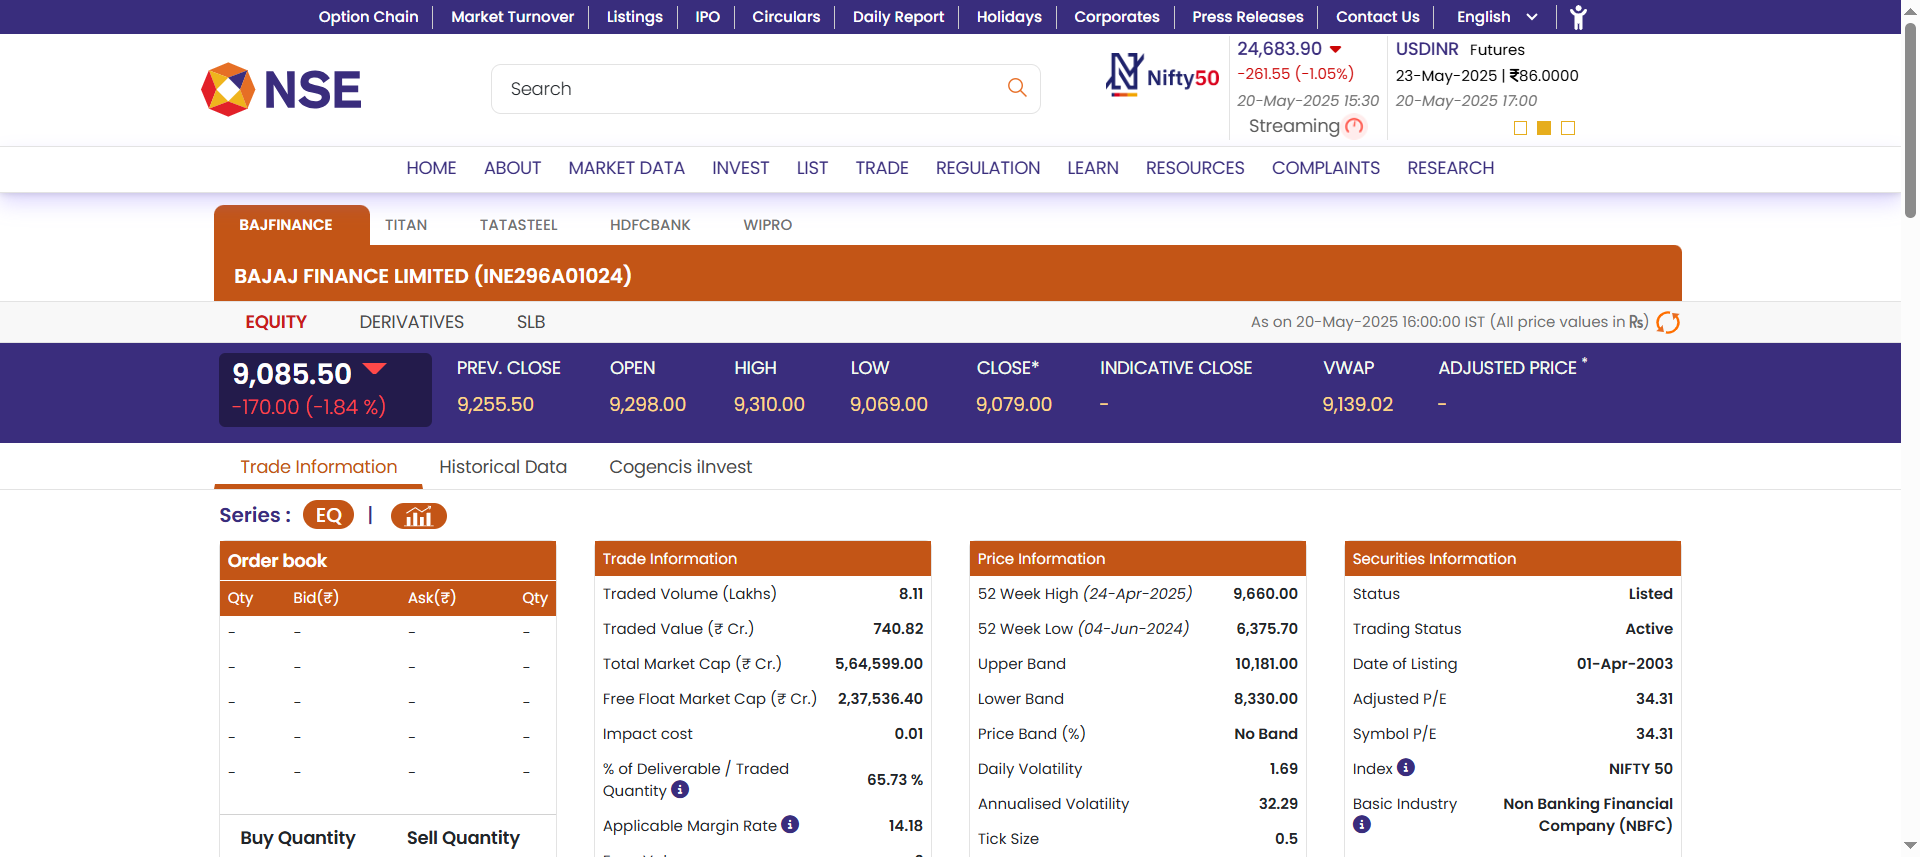 Option Chain Market Turnover Listings IPO Circulars Daily Report Holidays Corporates Press Releases Contact Us English
NSE
Search
Nifty50
24,683.90
-261.55 (-1.05%)
20-May-2025 15:30
Streaming
USDINR Futures
23-May-2025 | ₹86.0000
20-May-2025 17:00
HOME ABOUT MARKET DATA INVEST LIST TRADE REGULATION LEARN RESOURCES COMPLAINTS RESEARCH
BAJFINANCE TITAN TATASTEEL HDFCBANK WIPRO
BAJAJ FINANCE LIMITED (INE296A01024)
EQUITY DERIVATIVES SLB
As on 20-May-2025 16:00:00 IST (All price values in ₨)
9,085.50
-170.00 (-1.84 %)
PREV. CLOSE OPEN HIGH LOW CLOSE* INDICATIVE CLOSE VWAP ADJUSTED PRICE *
9,255.50 9,298.00 9,310.00 9,069.00 9,079.00 - 9,139.02 -
Trade Information Historical Data Cogencis iInvest
Series : EQ |
Order book
Qty Bid(₹) Ask(₹) Qty
- - - -
- - - -
- - - -
- - - -
- - - -
Buy Quantity Sell Quantity
Trade Information
Traded Volume (Lakhs) 8.11
Traded Value (₹ Cr.) 740.82
Total Market Cap (₹ Cr.) 5,64,599.00
Free Float Market Cap (₹ Cr.) 2,37,536.40
Impact cost 0.01
% of Deliverable / Traded
Quantity 65.73 %
Applicable Margin Rate 14.18
Price Information
52 Week High (24-Apr-2025) 9,660.00
52 Week Low (04-Jun-2024) 6,375.70
Upper Band 10,181.00
Lower Band 8,330.00
Price Band (%) No Band
Daily Volatility 1.69
Annualised Volatility 32.29
Tick Size 0.5
Securities Information
Status Listed
Trading Status Active
Date of Listing 01-Apr-2003
Adjusted P/E 34.31
Symbol P/E 34.31
Index NIFTY 50
Basic Industry Non Banking Financial
Company (NBFC)